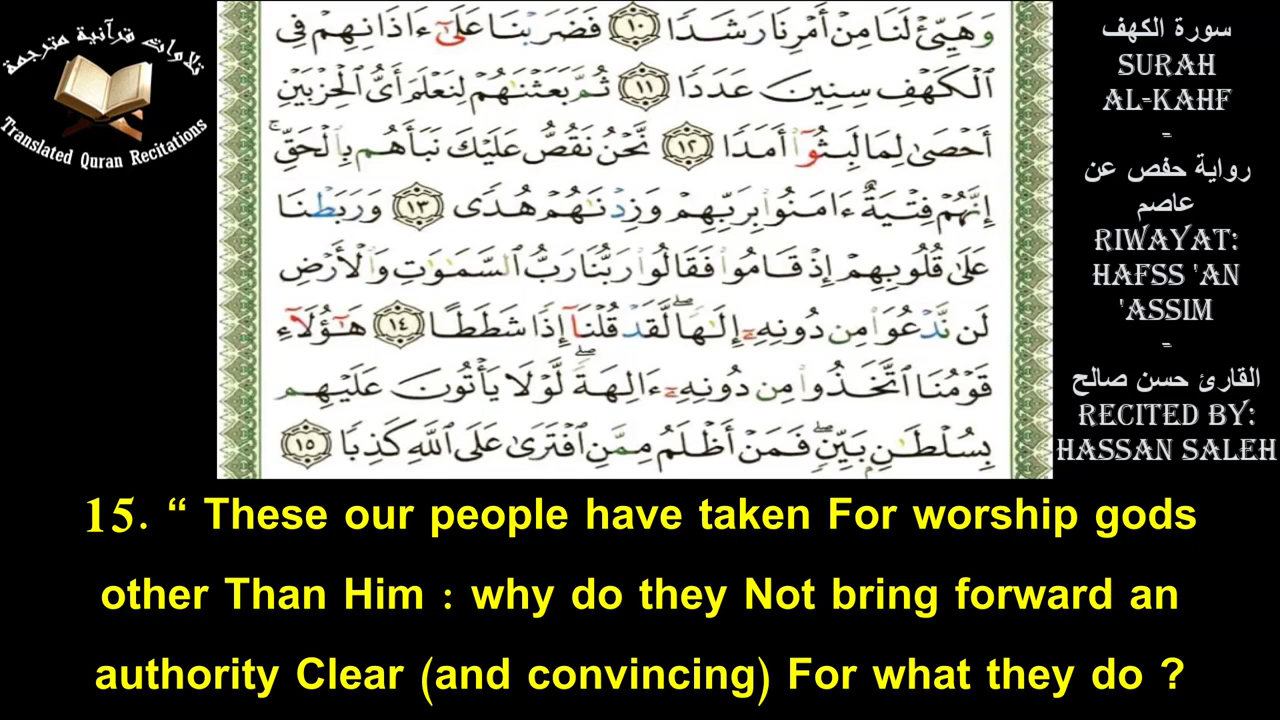 تلاوات قرآنية مترجمة
Translated Quran Recitations
وَهَيِّئْ لَنَا مِنْ أَمْرِنَا رَشَدًا ١٠ فَضَرَبْنَا عَلَىٰٓ ءَاذَانِهِمْ فِى
ٱلْكَهْفِ سِنِينَ عَدَدًا ١١ ثُمَّ بَعَثْنَٰهُمْ لِنَعْلَمَ أَىُّ ٱلْحِزْبَيْنِ
أَحْصَىٰ لِمَا لَبِثُوٓا۟ أَمَدًا ١٢ نَّحْنُ نَقُصُّ عَلَيْكَ نَبَأَهُم بِٱلْحَقِّ ۚ
إِنَّهُمْ فِتْيَةٌ ءَامَنُوا۟ بِرَبِّهِمْ وَزِدْنَٰهُمْ هُدًى ١٣ وَرَبَطْنَا
عَلَىٰ قُلُوبِهِمْ إِذْ قَامُوا۟ فَقَالُوا۟ رَبُّنَا رَبُّ ٱلسَّمَٰوَٰتِ وَٱلْأَرْضِ
لَن نَّدْعُوَا۟ مِن دُونِهِۦٓ إِلَٰهًا ۖ لَّقَدْ قُلْنَآ إِذًا شَطَطًا ١٤ هَٰٓؤُلَآءِ
قَوْمُنَا ٱتَّخَذُوا۟ مِن دُونِهِۦٓ ءَالِهَةً ۖ لَّوْلَا يَأْتُونَ عَلَيْهِم
بِسُلْطَٰنٍۭ بَيِّنٍ ۖ فَمَنْ أَظْلَمُ مِمَّنِ ٱفْتَرَىٰ عَلَى ٱللَّهِ كَذِبًا ١٥
سورة الكهف
SURAH
AL-KAHF
-
رواية حفص عن
عاصم
RIWAYAT:
HAFSS 'AN
'ASSIM
-
القارئ حسن صالح
RECITED BY:
HASSAN SALEH
15. “ These our people have taken For worship gods
other Than Him : why do they Not bring forward an
authority Clear (and convincing) For what they do ?